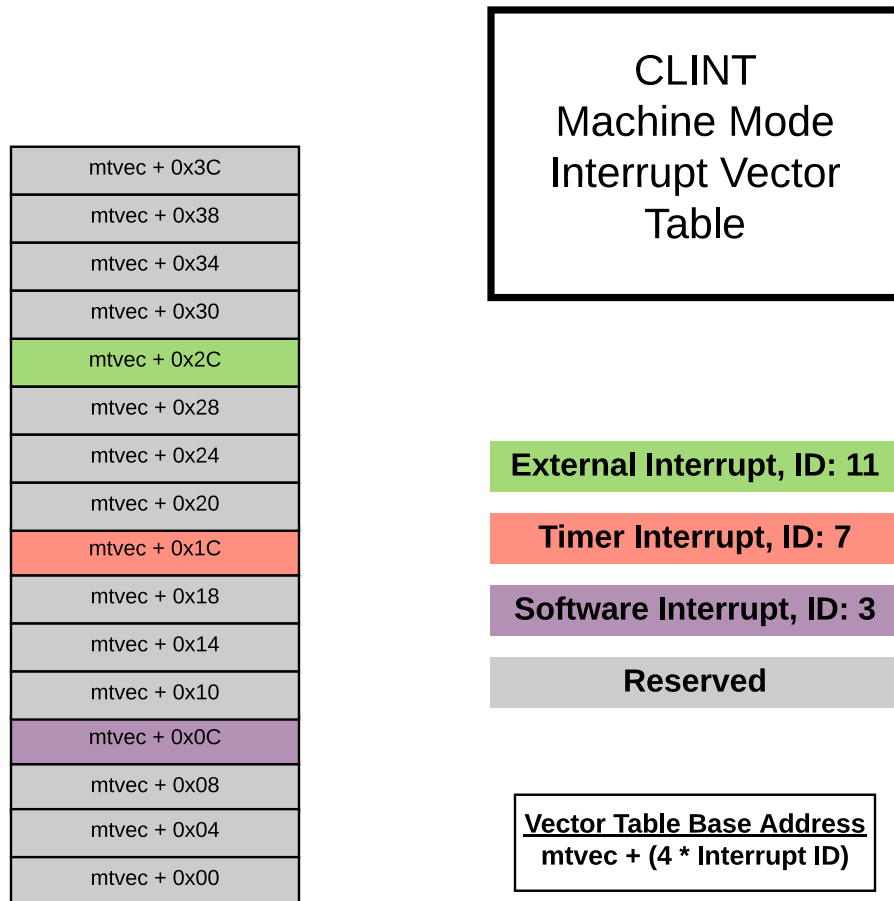 CLINT
Machine Mode
Interrupt Vector
Table
mtvec + 0x3C
mtvec + 0x38
mtvec + 0x34
mtvec + 0x30
mtvec + 0x2C
mtvec + 0x28
mtvec + 0x24
mtvec + 0x20
mtvec + 0x1C
mtvec + 0x18
mtvec + 0x14
mtvec + 0x10
mtvec + 0x0C
mtvec + 0x08
mtvec + 0x04
mtvec + 0x00
External Interrupt, ID: 11
Timer Interrupt, ID: 7
Software Interrupt, ID: 3
Reserved
Vector Table Base Address
mtvec + (4 * Interrupt ID)